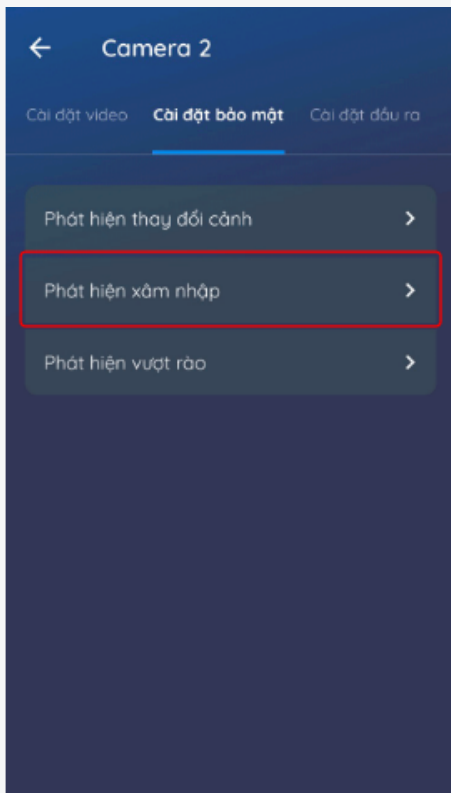 Camera 2
Cài đặt video Cài đặt bảo mật Cài đặt đầu ra
Phát hiện thay đổi cảnh
Phát hiện xâm nhập
Phát hiện vượt rào